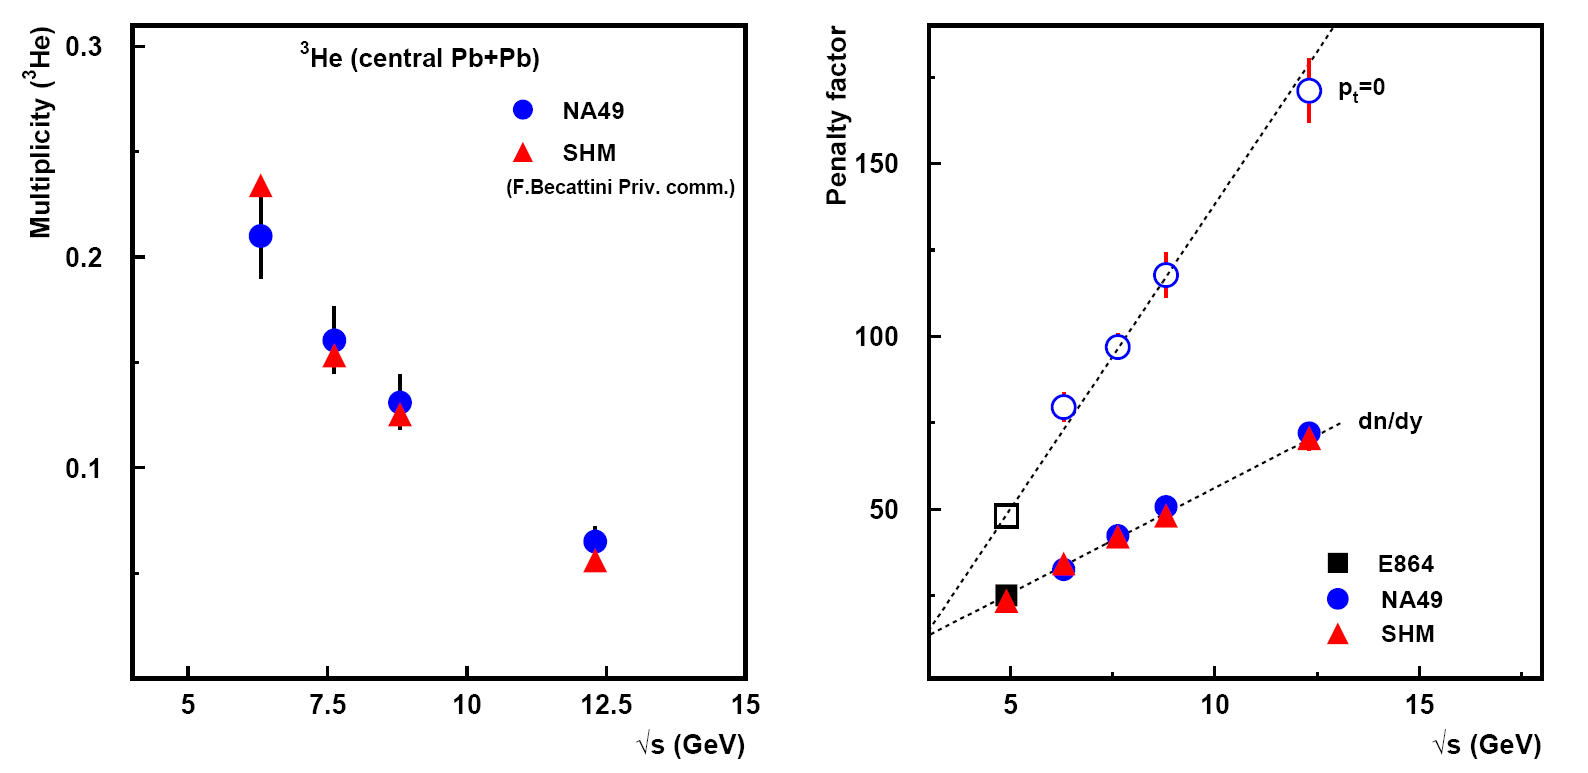 Multiplicity (³He)
0.3
0.2
0.1
³He (central Pb+Pb)
NA49
SHM
(F.Becattini Priv. comm.)
5
7.5
10
12.5
15
√s (GeV)
Penalty factor
150
100
50
pt=0
dn/dy
E864
NA49
SHM
5
10
15
√s (GeV)